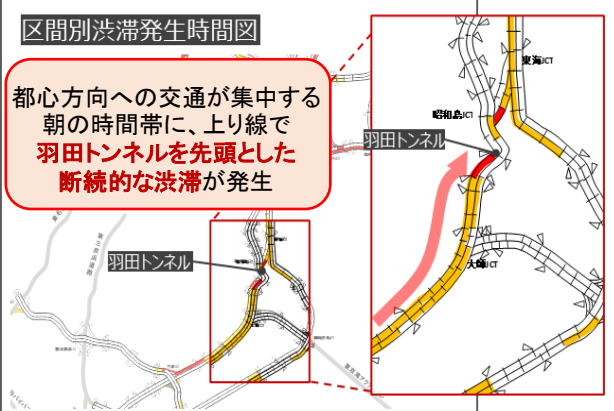 区間別渋滞発生時間図
都心方向への交通が集中する
朝の時間帯に、上り線で
羽田トンネルを先頭とした
断続的な渋滞が発生
東海JCT
昭和島JCT
羽田トンネル
大師JCT
羽田トンネル